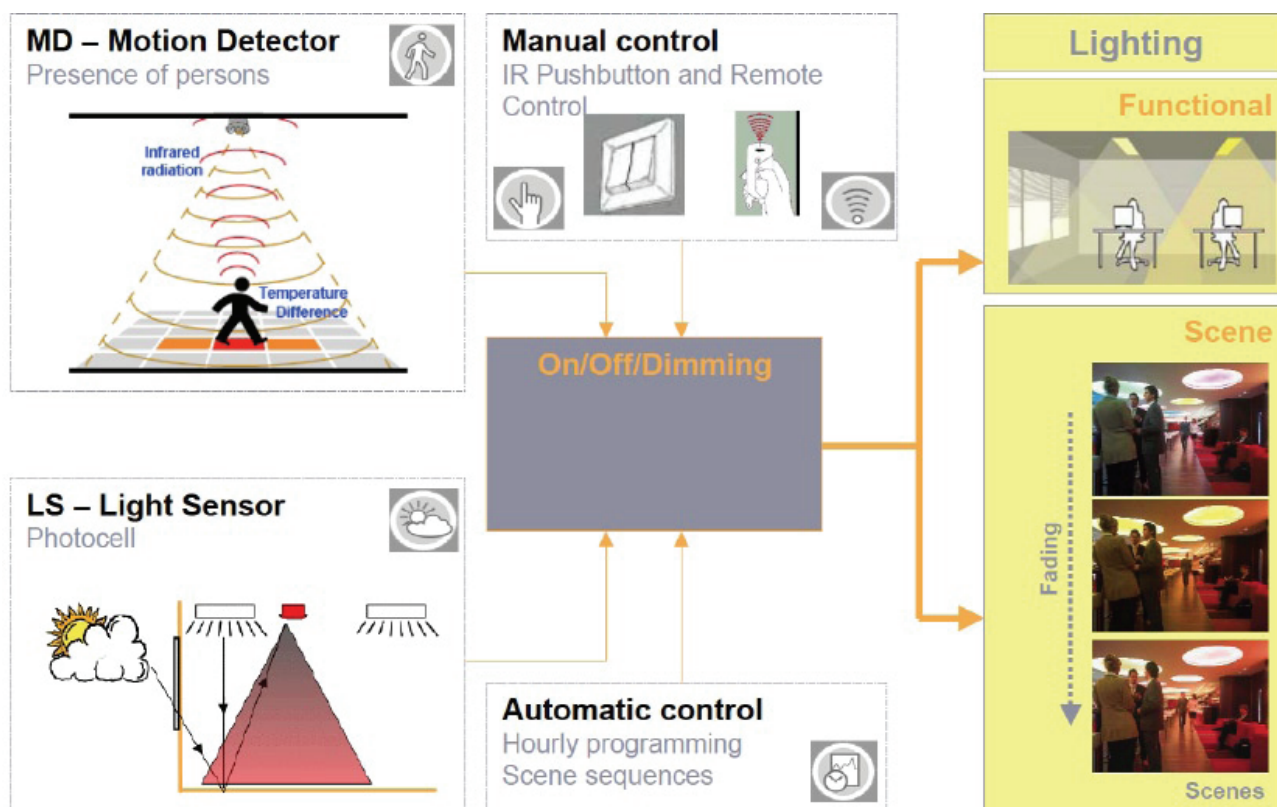 MD – Motion Detector
Presence of persons
Infrared
radiation
Temperature
Difference
Manual control
IR Pushbutton and Remote
Control
On/Off/Dimming
LS – Light Sensor
Photocell
Automatic control
Hourly programming
Scene sequences
Lighting
Functional
Scene
Fading
Scenes